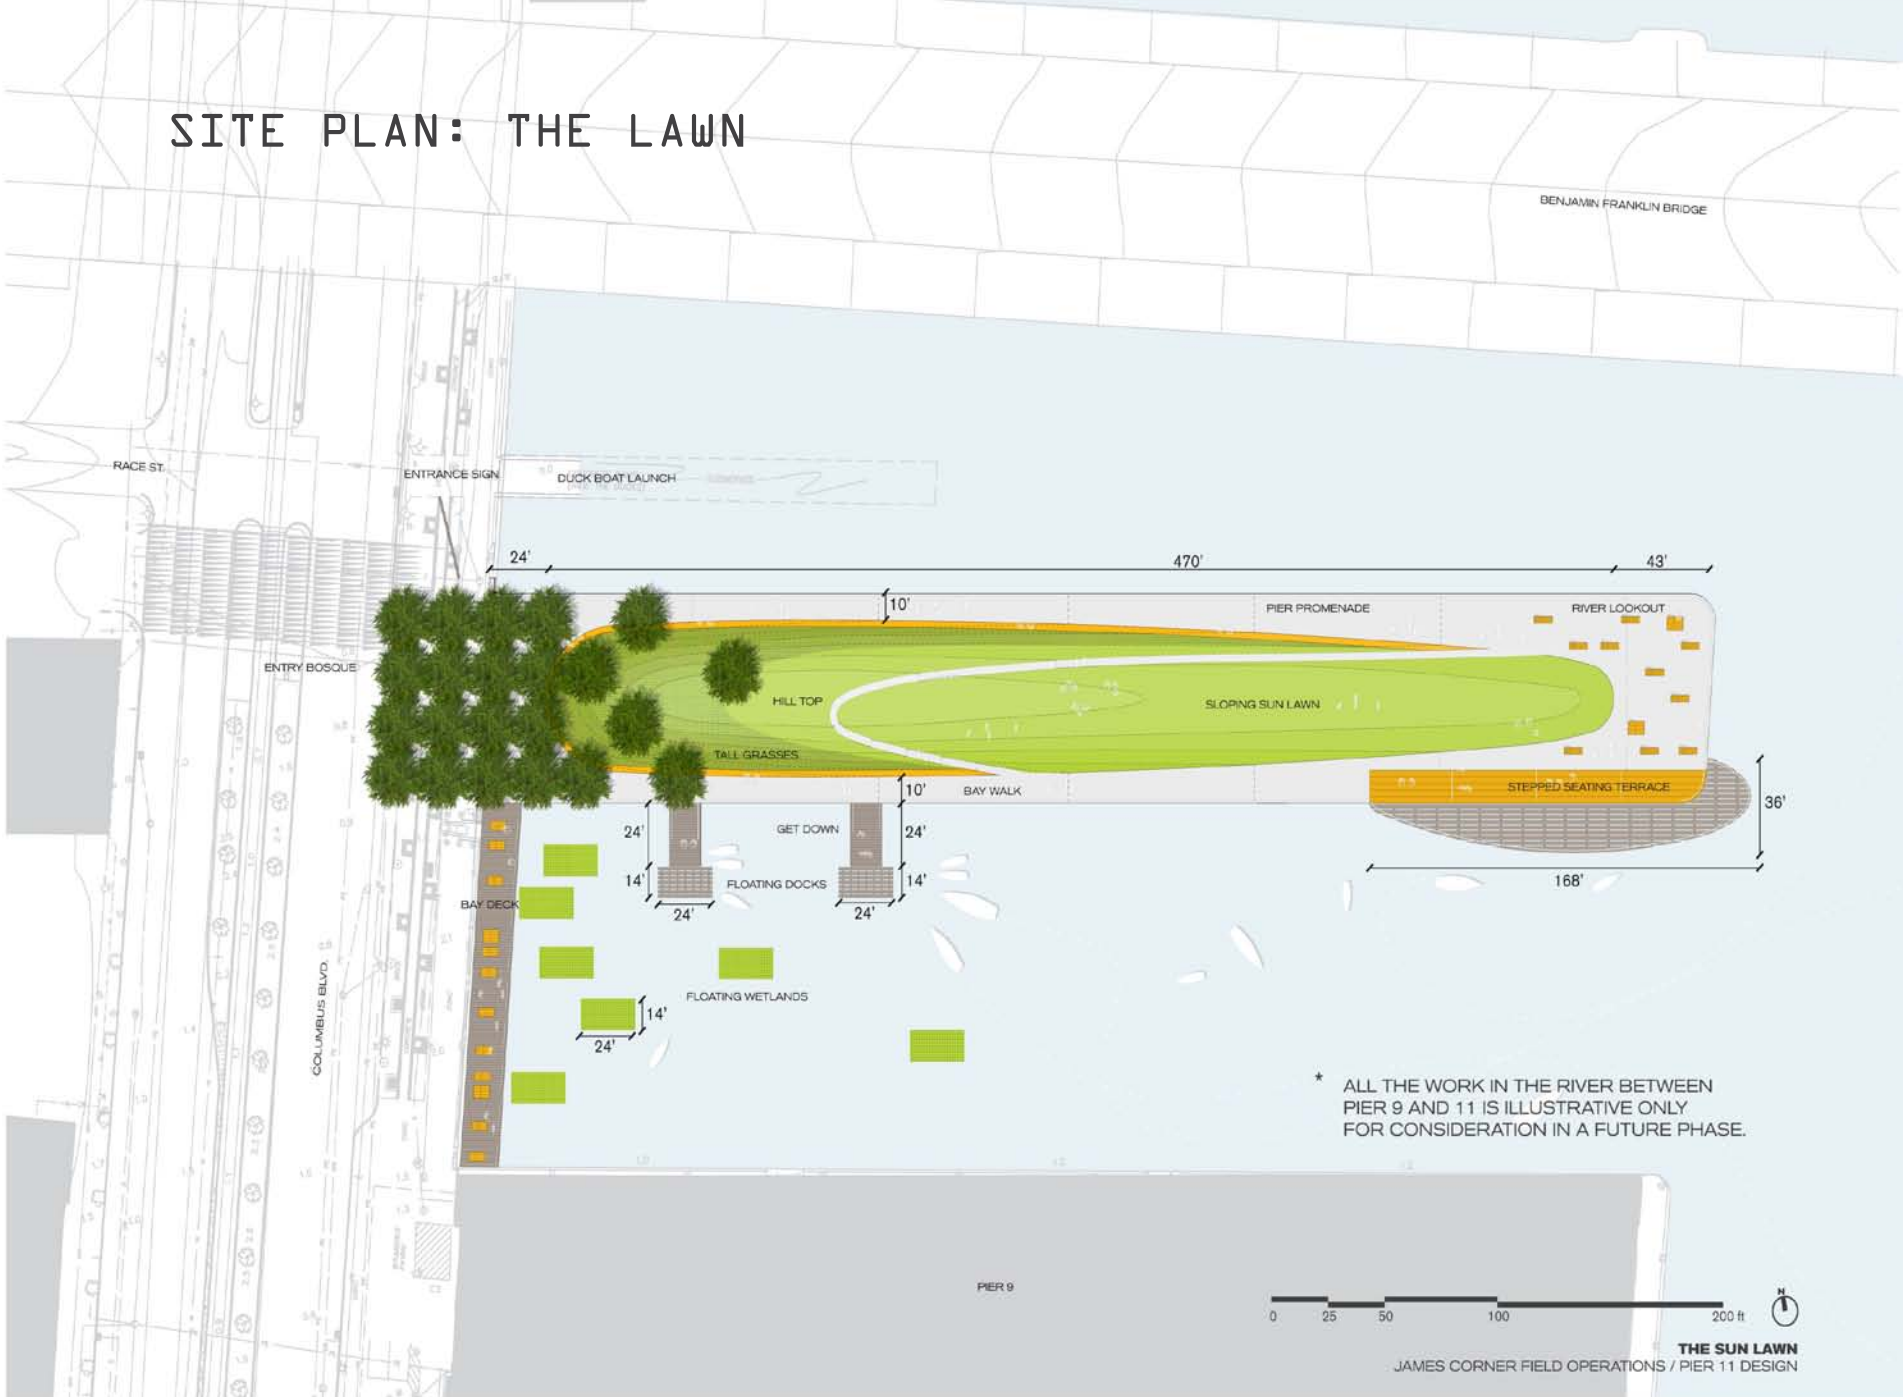 SITE PLAN: THE LAWN
BENJAMIN FRANKLIN BRIDGE
RACE ST.
ENTRANCE SIGN
DUCK BOAT LAUNCH
24'
470'
43'
10'
PIER PROMENADE
RIVER LOOKOUT
ENTRY BOSQUE
HILL TOP
SLOPING SUN LAWN
TALL GRASSES
10'
BAY WALK
STEPPED SEATING TERRACE
36'
24'
GET DOWN
24'
14'
FLOATING DOCKS
14'
168'
24'
24'
BAY DECK
COLUMBUS BLVD.
FLOATING WETLANDS
14'
24'
* ALL THE WORK IN THE RIVER BETWEEN
PIER 9 AND 11 IS ILLUSTRATIVE ONLY
FOR CONSIDERATION IN A FUTURE PHASE.
PIER 9
0 25 50 100 200 ft
N
THE SUN LAWN
JAMES CORNER FIELD OPERATIONS / PIER 11 DESIGN